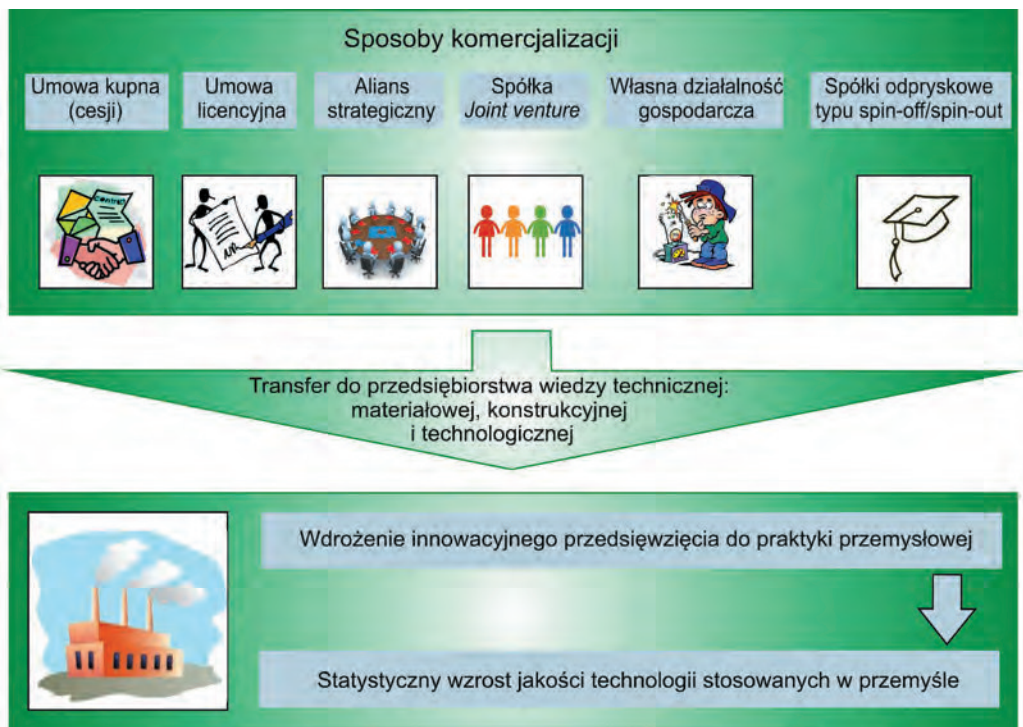 Sposoby komercjalizacji
Umowa kupna
(cesji)
Umowa
licencyjna
Alians
strategiczny
Spółka
Joint venture
Własna działalność
gospodarcza
Spółki odpryskowe
typu spin-off/spin-out
Contract
Transfer do przedsiębiorstwa wiedzy technicznej:
materiałowej, konstrukcyjnej
i technologicznej
Wdrożenie innowacyjnego przedsięwzięcia do praktyki przemysłowej
Statystyczny wzrost jakości technologii stosowanych w przemyśle